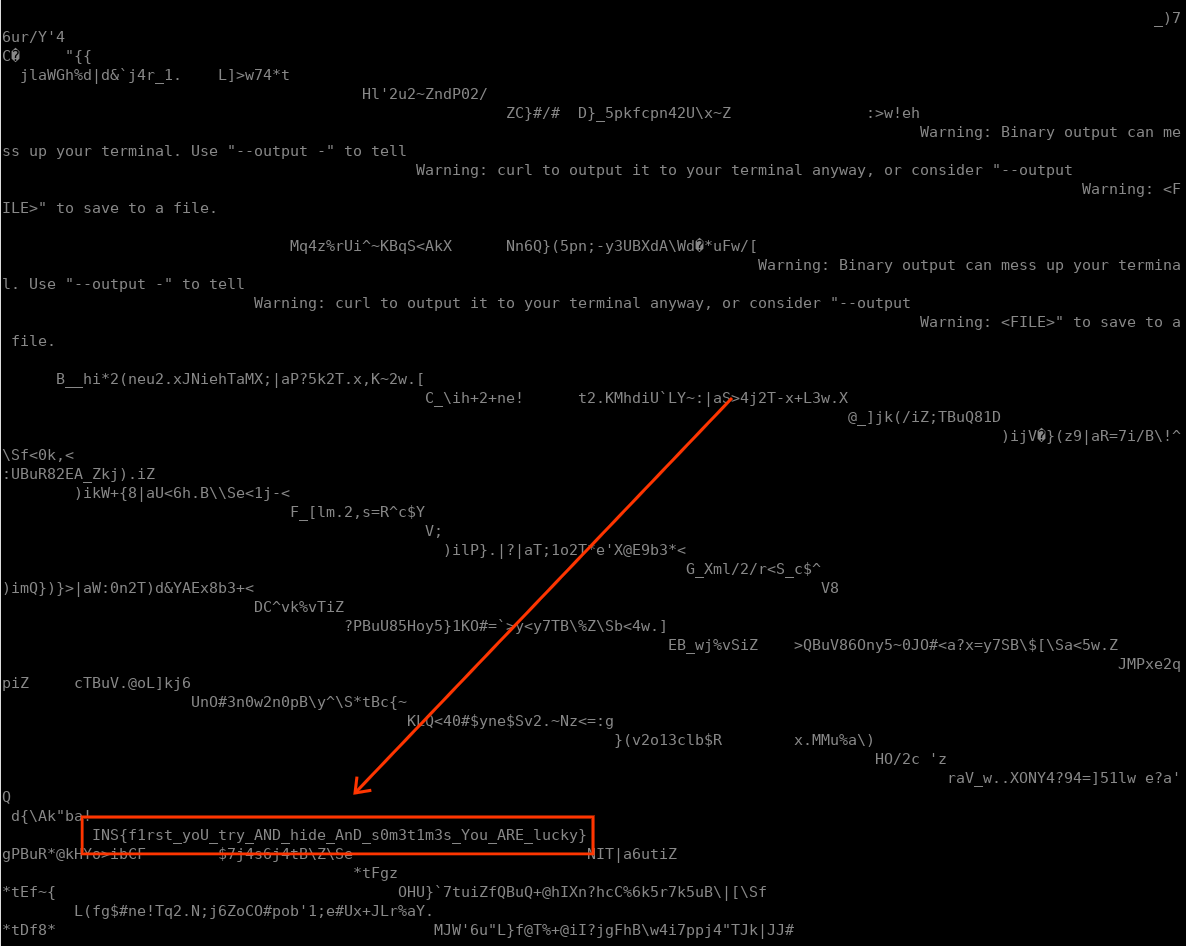 _)7
6ur/Y'4
C� "{{
jlaWGh%d|d&`j4r_1. L]>w74*t
Hl'2u2~ZndP02/
ZC}#/# D}_5pkfcpn42U\x~Z :>w!eh
Warning: Binary output can me
ss up your terminal. Use "--output -" to tell
Warning: curl to output it to your terminal anyway, or consider "--output
Warning: <F
ILE>" to save to a file.
Mq4z%rUi^~KBqS<AkX Nn6Q}(5pn;-y3UBXdA\Wd�*uFw/[
Warning: Binary output can mess up your termina
l. Use "--output -" to tell
Warning: curl to output it to your terminal anyway, or consider "--output
Warning: <FILE>" to save to a
file.
B__hi*2(neu2.xJNiehTaMX;|aP?5k2T.x,K~2w.[
C_\ih+2+ne! t2.KMhdiU`LY~:|aS>4j2T-x+L3w.X
@_]jk(/iZ;TBuQ81D
)ijV�}(z9|aR=7i/B\!^
\Sf<0k,<
:UBuR82EA_Zkj).iZ
)ikW+{8|aU<6h.B\\Se<1j-<
F_[lm.2,s=R^c$Y
V;
)ilP}.|?|aT;1o2T*e'X@E9b3*<
G_Xml/2/r<S_c$^
)imQ})}>|aW:0n2T)d&YAEx8b3+< V8
DC^vk%vTiZ
?PBuU85Hoy5}1KO#=`>y<y7TB\%Z\Sb<4w.]
EB_wj%vSiZ >QBuV86Ony5~0JO#<a?x=y7SB\$[\Sa<5w.Z
JMPxe2q
piZ cTBuV.@oL]kj6
UnO#3n0w2n0pB\y^\S*tBc{~
KLQ<40#$yne$Sv2.~Nz<=:g
}(v2o13clb$R x.MMu%a\)
HO/2c 'z
raV_w..XONY4?94=]51lw e?a'
Q
d{\Ak"ba!
INS{f1rst_yoU_try_AND_hide_AnD_s0m3t1m3s_You_ARE_lucky}
gPBuR*@kHYo>ibCF $7j4s6j4tB\Z\Se NIT|a6utiZ
*tFgz
*tEf~{ OHU}`7tuiZfQBuQ+@hIXn?hcC%6k5r7k5uB\|[\Sf
L(fg$#ne!Tq2.N;j6ZoCO#pob'1;e#Ux+JLr%aY.
*tDf8* MJW'6u"L}f@T%+@iI?jgFhB\w4i7ppj4"TJk|JJ#